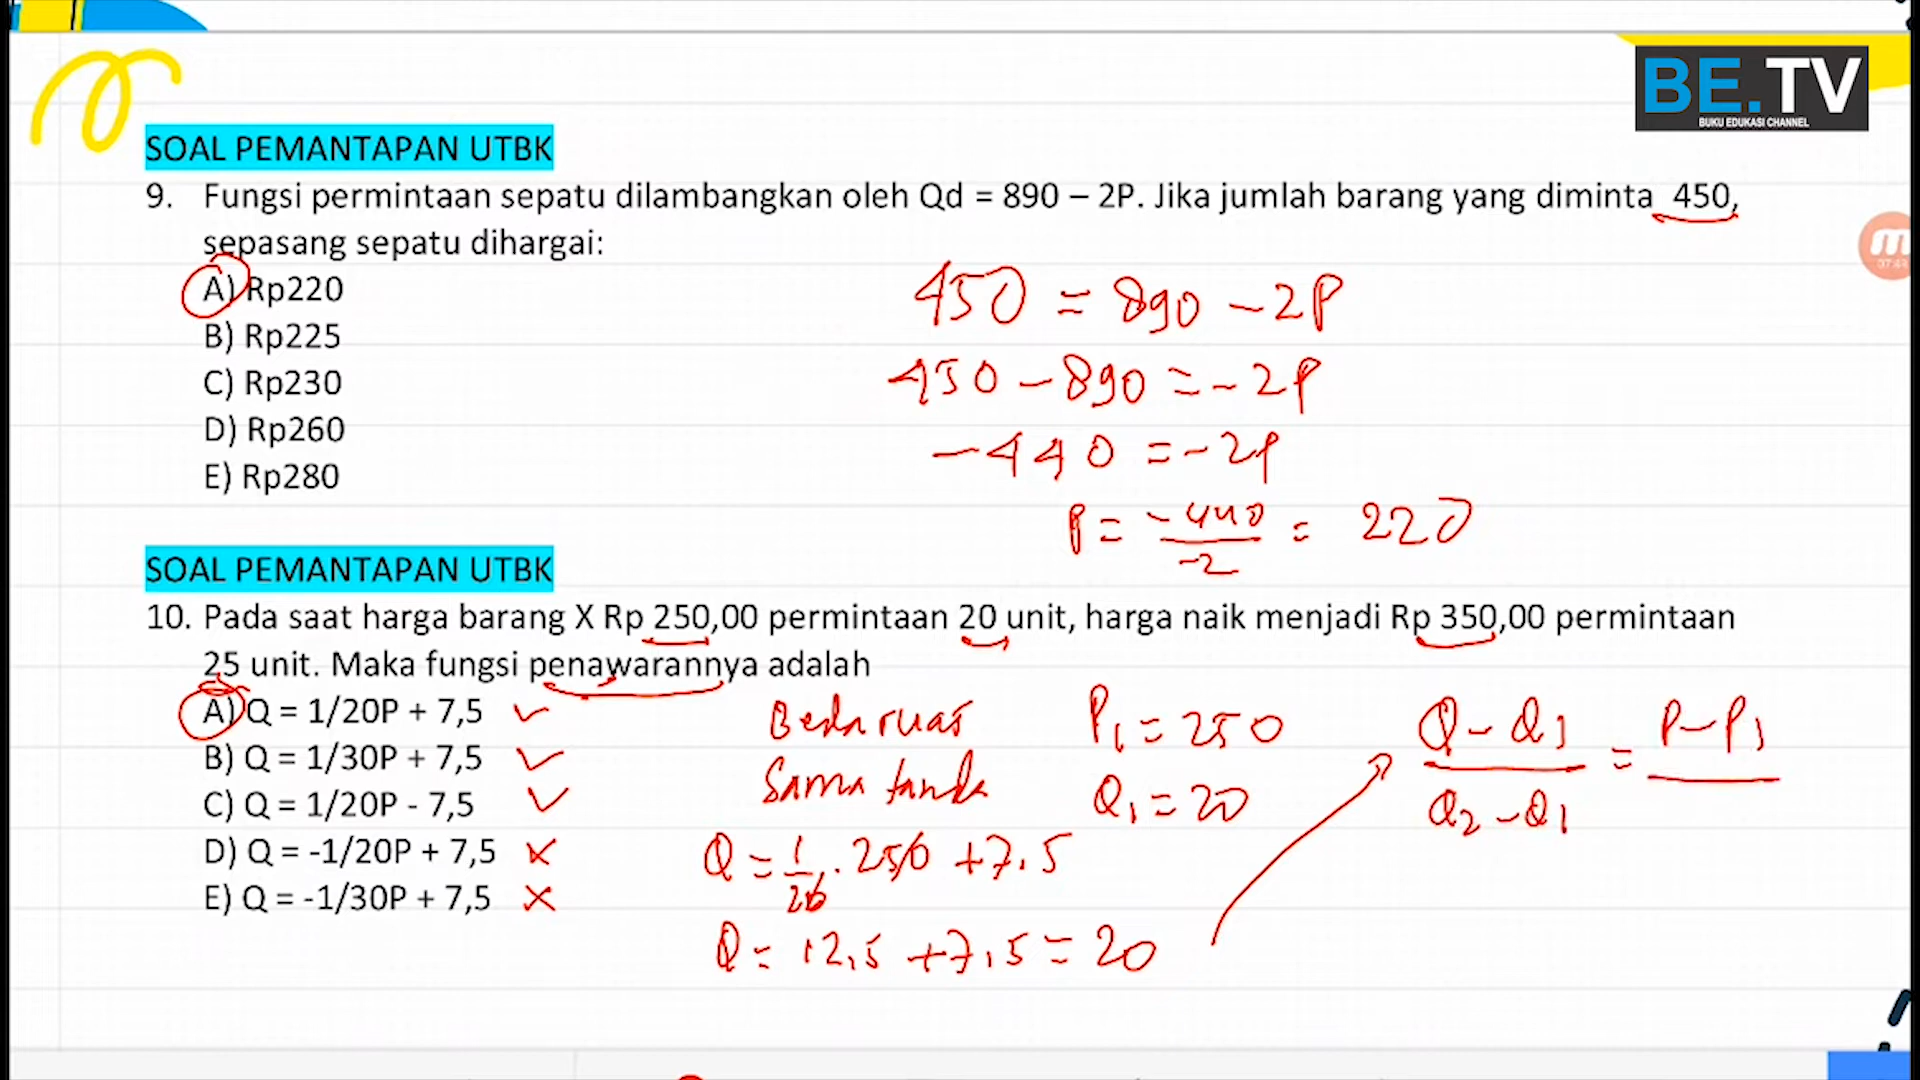 BE.TV
BUKU EDUKASI CHANNEL
SOAL PEMANTAPAN UTBK
9. Fungsi permintaan sepatu dilambangkan oleh Qd = 890 – 2P. Jika jumlah barang yang diminta 450,
sepasang sepatu dihargai:
A) Rp220
B) Rp225
C) Rp230
D) Rp260
E) Rp280
450 = 890 - 2P
450 - 890 = -2P
-440 = -2P
P = -440/-2 = 220
SOAL PEMANTAPAN UTBK
10. Pada saat harga barang X Rp 250,00 permintaan 20 unit, harga naik menjadi Rp 350,00 permintaan
25 unit. Maka fungsi penawarannya adalah
A) Q = 1/20P + 7,5
B) Q = 1/30P + 7,5
C) Q = 1/20P - 7,5
D) Q = -1/20P + 7,5
E) Q = -1/30P + 7,5
Beda ruas
Sama tanda
Q = 1/20 . 250 + 7.5
Q = 12,5 + 7,5 = 20
P1 = 250
Q1 = 20
Q - Q1 = P - P1
Q2 - Q1